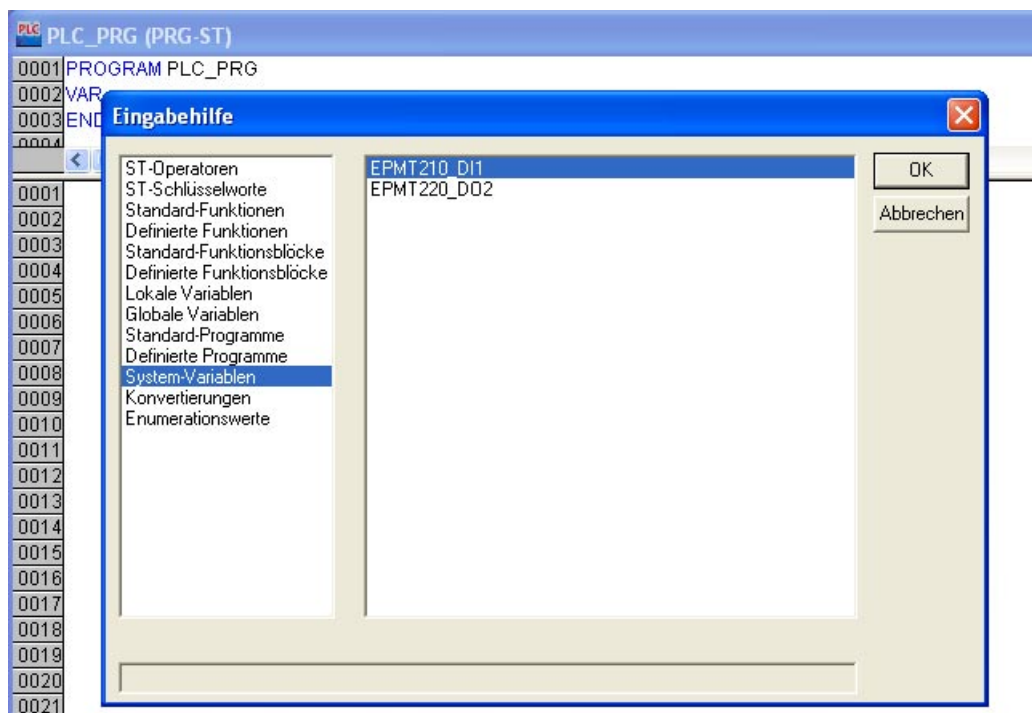 PLC PLC_PRG (PRG-ST)
0001 PROGRAM PLC_PRG
0002 VAR
0003 END
0004
Eingabehilfe
ST-Operatoren
ST-Schlüsselworte
Standard-Funktionen
Definierte Funktionen
Standard-Funktionsblöcke
Definierte Funktionsblöcke
Lokale Variablen
Globale Variablen
Standard-Programme
Definierte Programme
System-Variablen
Konvertierungen
Enumerationswerte
EPMT210_DI1
EPMT220_DO2
OK
Abbrechen
0001
0002
0003
0004
0005
0006
0007
0008
0009
0010
0011
0012
0013
0014
0015
0016
0017
0018
0019
0020
0021